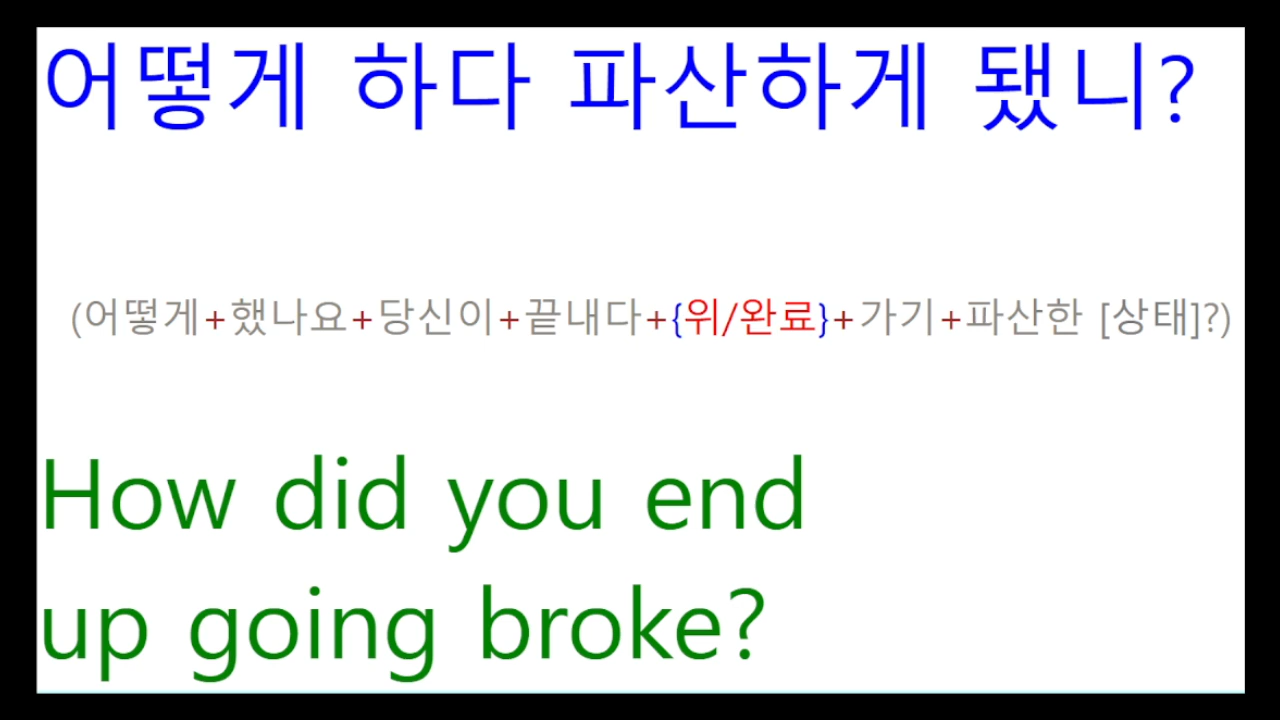 어떻게 하다 파산하게 됐니?
(어떻게+했나요+당신이+끝내다+{위/완료}+가기+파산한 [상태]?)
How did you end
up going broke?